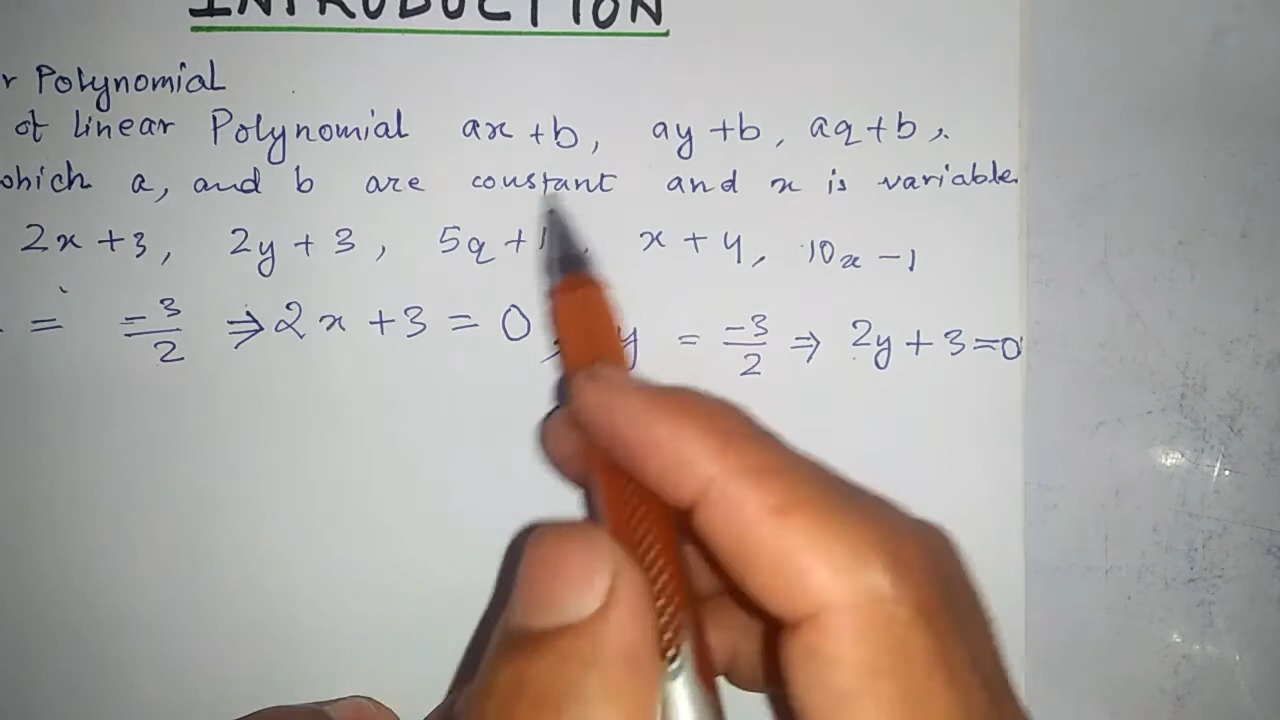 INTRODUCTION
r Polynomial
of linear Polynomial ax + b, ay + b, aq + b,
which a, and b are constant and x is variable
2x + 3, 2y + 3, 5q + 1, x + 4, 10x - 1
= -3/2 ⇒ 2x + 3 = 0, y = -3/2 ⇒ 2y + 3 = 0